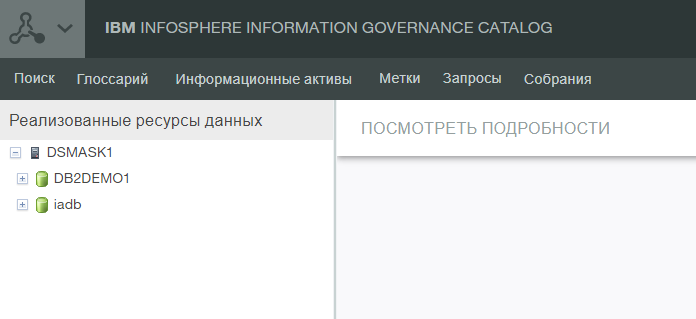 IBM INFOSPHERE INFORMATION GOVERNANCE CATALOG
Поиск Глоссарий Информационные активы Метки Запросы Собрания
Реализованные ресурсы данных
ПОСМОТРЕТЬ ПОДРОБНОСТИ
DSMASK1
DB2DEMO1
iadb